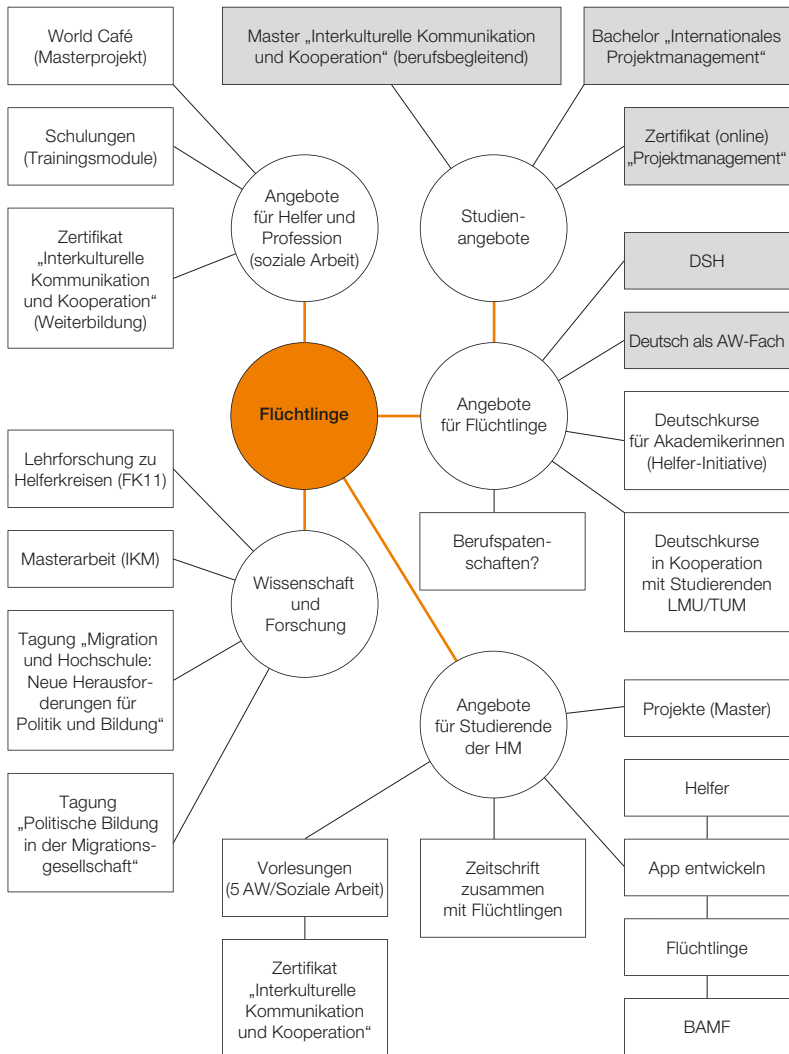 World Café
(Masterprojekt)
Master „Interkulturelle Kommunikation
und Kooperation“ (berufsbegleitend)
Bachelor „Internationales
Projektmanagement“
Schulungen
(Trainingsmodule)
Zertifikat (online)
„Projektmanagement“
Angebote
für Helfer und
Profession
(soziale Arbeit)
Studien-
angebote
Zertifikat
„Interkulturelle
Kommunikation
und Kooperation“
(Weiterbildung)
DSH
Deutsch als AW-Fach
Flüchtlinge
Angebote
für Flüchtlinge
Deutschkurse
für Akademikerinnen
(Helfer-Initiative)
Lehrforschung zu
Helferkreisen (FK11)
Berufspaten-
schaften?
Deutschkurse
in Kooperation
mit Studierenden
LMU/TUM
Masterarbeit (IKM)
Wissenschaft
und
Forschung
Tagung „Migration
und Hochschule:
Neue Herausfor-
derungen für
Politik und Bildung“
Angebote
für Studierende
der HM
Projekte (Master)
Tagung
„Politische Bildung
in der Migrations-
gesellschaft“
Helfer
Vorlesungen
(5 AW/Soziale Arbeit)
Zeitschrift
zusammen
mit Flüchtlingen
App entwickeln
Flüchtlinge
Zertifikat
„Interkulturelle
Kommunikation
und Kooperation“
BAMF